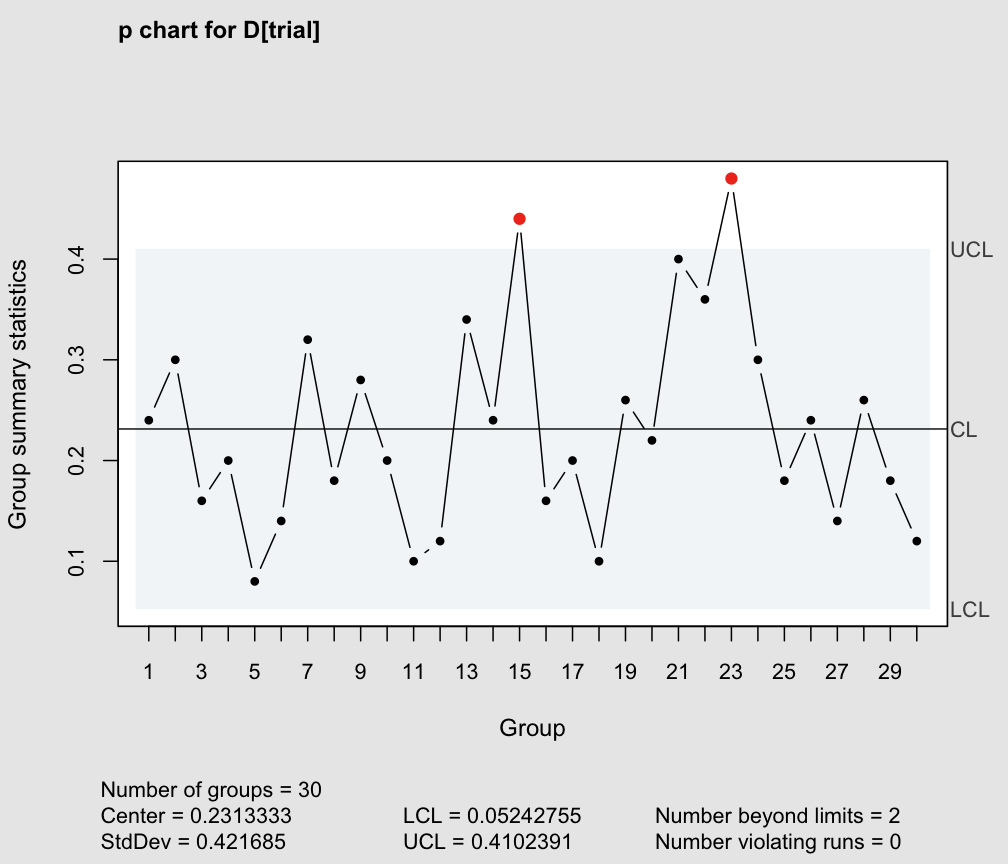 p chart for D[trial]
UCL
CL
LCL
Group summary statistics
0.4
0.3
0.2
0.1
1 3 5 7 9 11 13 15 17 19 21 23 25 27 29
Group
Number of groups = 30
Center = 0.2313333 LCL = 0.05242755 Number beyond limits = 2
StdDev = 0.421685 UCL = 0.4102391 Number violating runs = 0